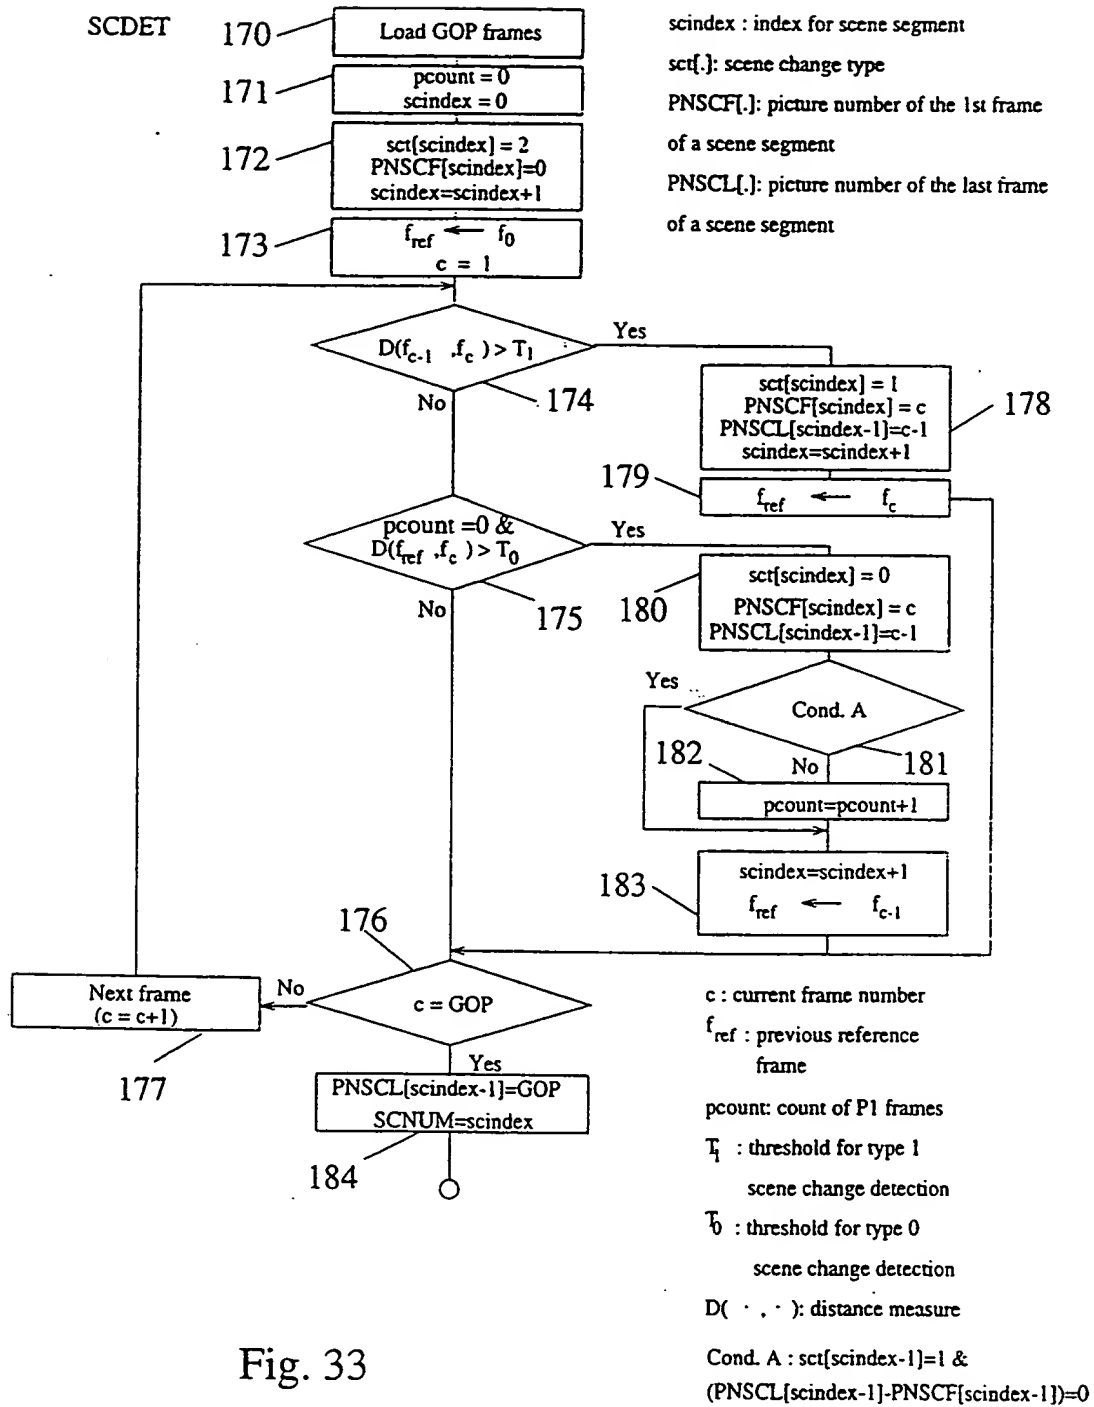 SCDET
170
Load GOP frames
171
pcount = 0
scindex = 0
172
sct[scindex] = 2
PNSCF[scindex]=0
scindex=scindex+1
173
f_ref ← f_0
c = 1
scindex : index for scene segment
sct[.]: scene change type
PNSCF[.]: picture number of the 1st frame
of a scene segment
PNSCL[.]: picture number of the last frame
of a scene segment
D(f_c-1 ,f_c ) > T_1
Yes
174
No
sct[scindex] = 1
PNSCF[scindex] = c
PNSCL[scindex-1]=c-1
scindex=scindex+1
178
179
f_ref ← f_c
pcount =0 &
D(f_ref ,f_c ) > T_0
Yes
175
No
180
sct[scindex] = 0
PNSCF[scindex] = c
PNSCL[scindex-1]=c-1
Yes
Cond. A
181
No
182
pcount=pcount+1
183
scindex=scindex+1
f_ref ← f_c-1
176
c = GOP
No
Next frame
(c = c+1)
177
Yes
PNSCL[scindex-1]=GOP
SCNUM=scindex
184
c : current frame number
f_ref : previous reference
frame
pcount: count of P1 frames
T_1 : threshold for type 1
scene change detection
T_0 : threshold for type 0
scene change detection
D( · , · ): distance measure
Cond. A : sct[scindex-1]=1 &
(PNSCL[scindex-1]-PNSCF[scindex-1])=0
Fig. 33